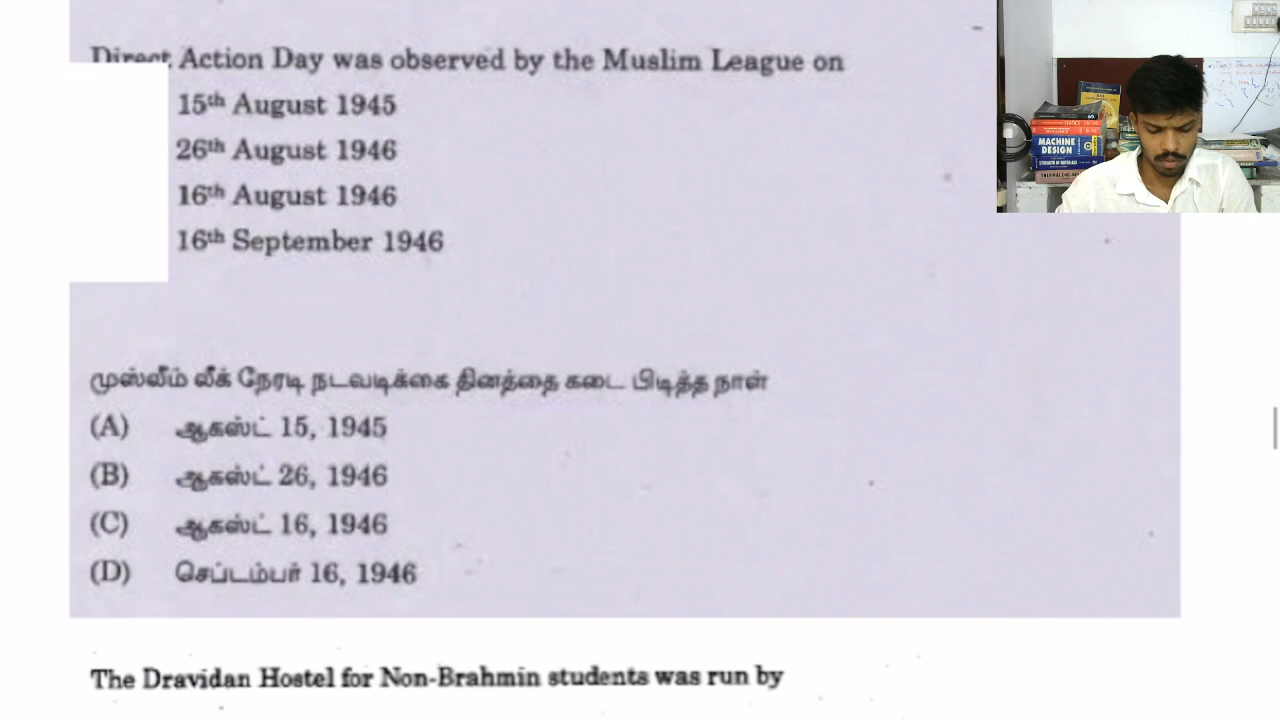 Direct Action Day was observed by the Muslim League on
15th August 1945
26th August 1946
16th August 1946
16th September 1946
முஸ்லீம் லீக் நேரடி நடவடிக்கை தினத்தை கடை பிடித்த நாள்
(A) ஆகஸ்ட் 15, 1945
(B) ஆகஸ்ட் 26, 1946
(C) ஆகஸ்ட் 16, 1946
(D) செப்டம்பர் 16, 1946
The Dravidan Hostel for Non-Brahmin students was run by
MACHINE
DESIGN